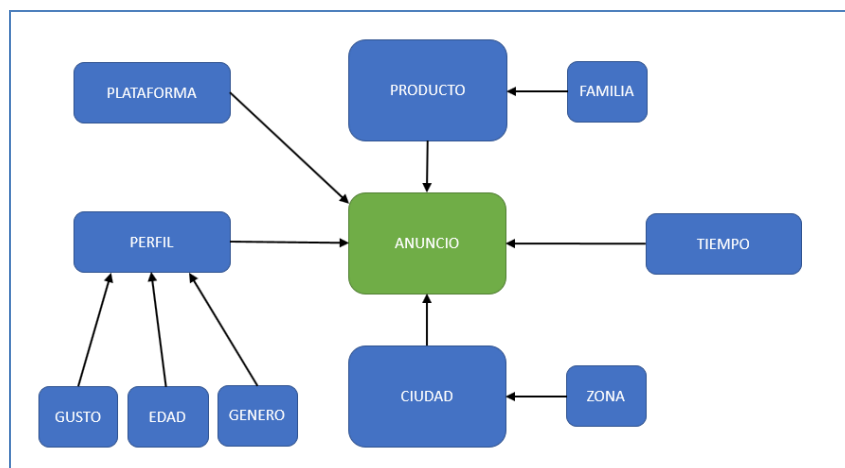 PLATAFORMA
PRODUCTO
FAMILIA
PERFIL
ANUNCIO
TIEMPO
GUSTO
EDAD
GENERO
CIUDAD
ZONA